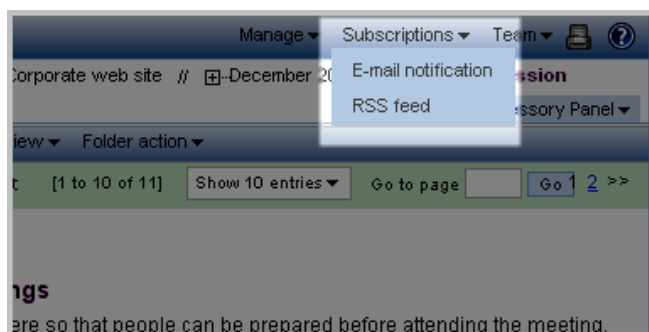 Manage Subscriptions Team
Corporate web site // December 20 ssion
E-mail notification
RSS feed
ssory Panel
iew Folder action
t [1 to 10 of 11] Show 10 entries Go to page Go 1 2 >>
ngs
ere so that people can be prepared before attending the meeting.